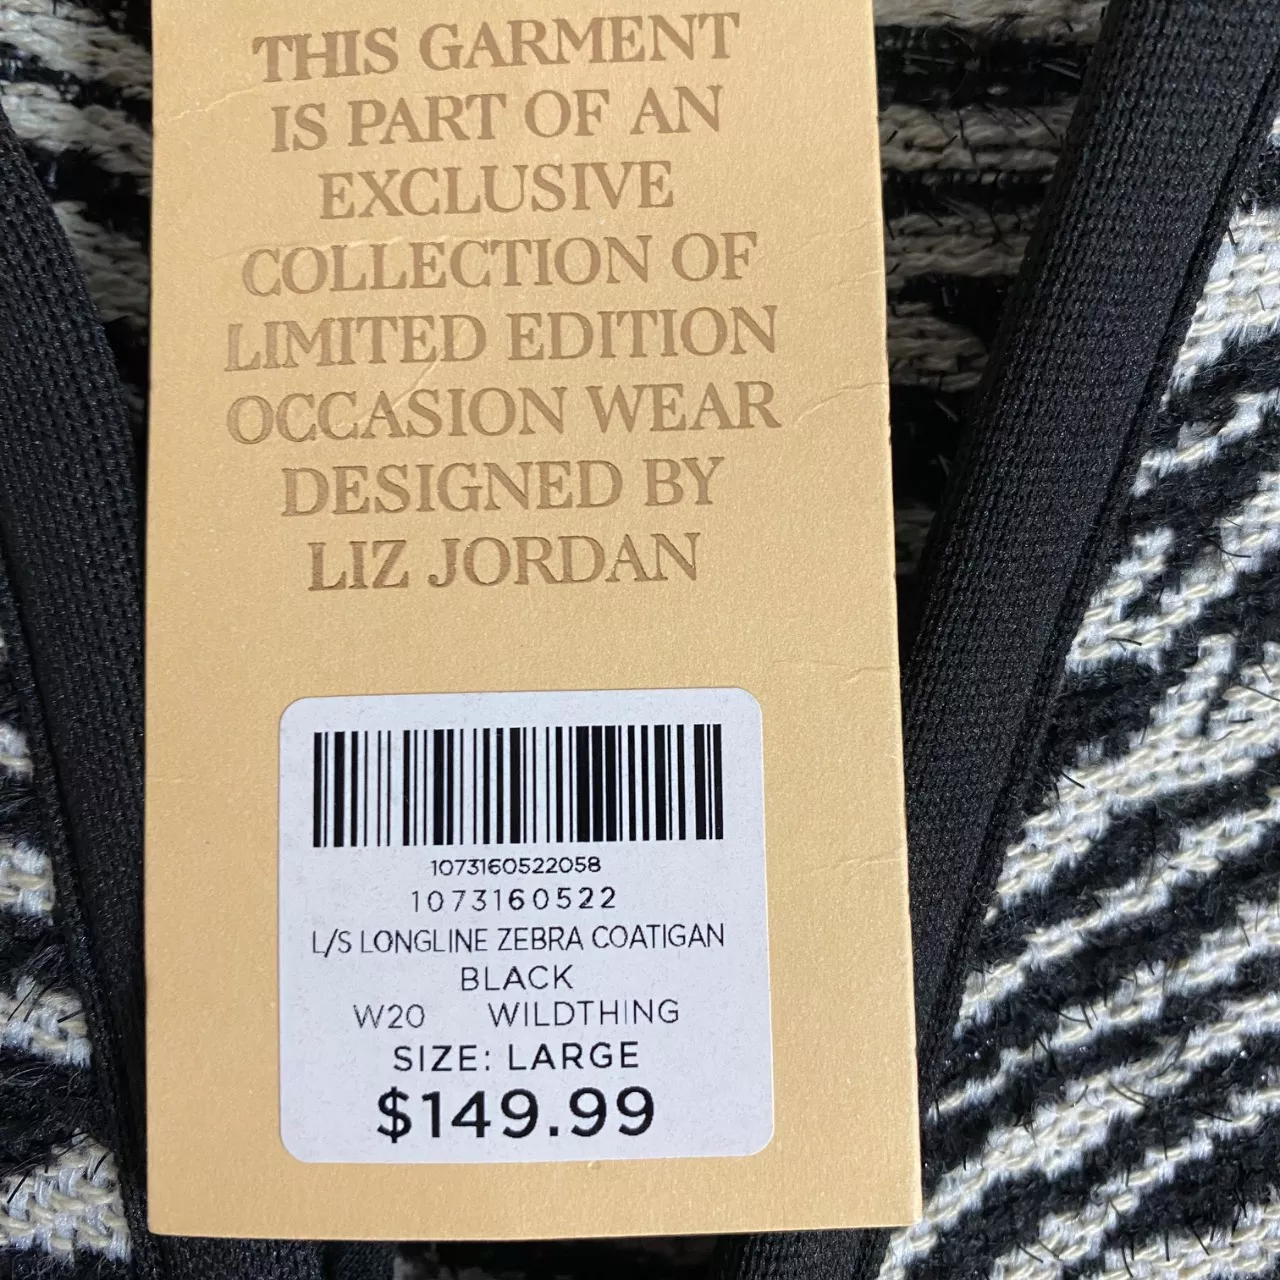 THIS GARMENT
IS PART OF AN
EXCLUSIVE
COLLECTION OF
LIMITED EDITION
OCCASION WEAR
DESIGNED BY
LIZ JORDAN
1073160522058
1073160522
L/S LONGLINE ZEBRA COATIGAN
BLACK
W20 WILDTHING
SIZE: LARGE
$149.99